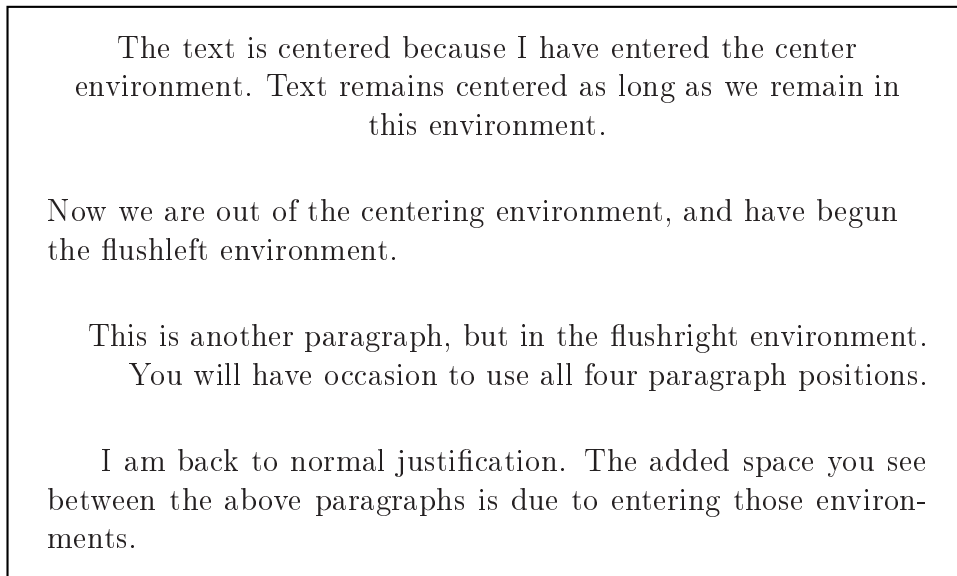 The text is centered because I have entered the center
environment. Text remains centered as long as we remain in
this environment.
Now we are out of the centering environment, and have begun
the flushleft environment.
This is another paragraph, but in the flushright environment.
You will have occasion to use all four paragraph positions.
I am back to normal justification. The added space you see
between the above paragraphs is due to entering those environ-
ments.